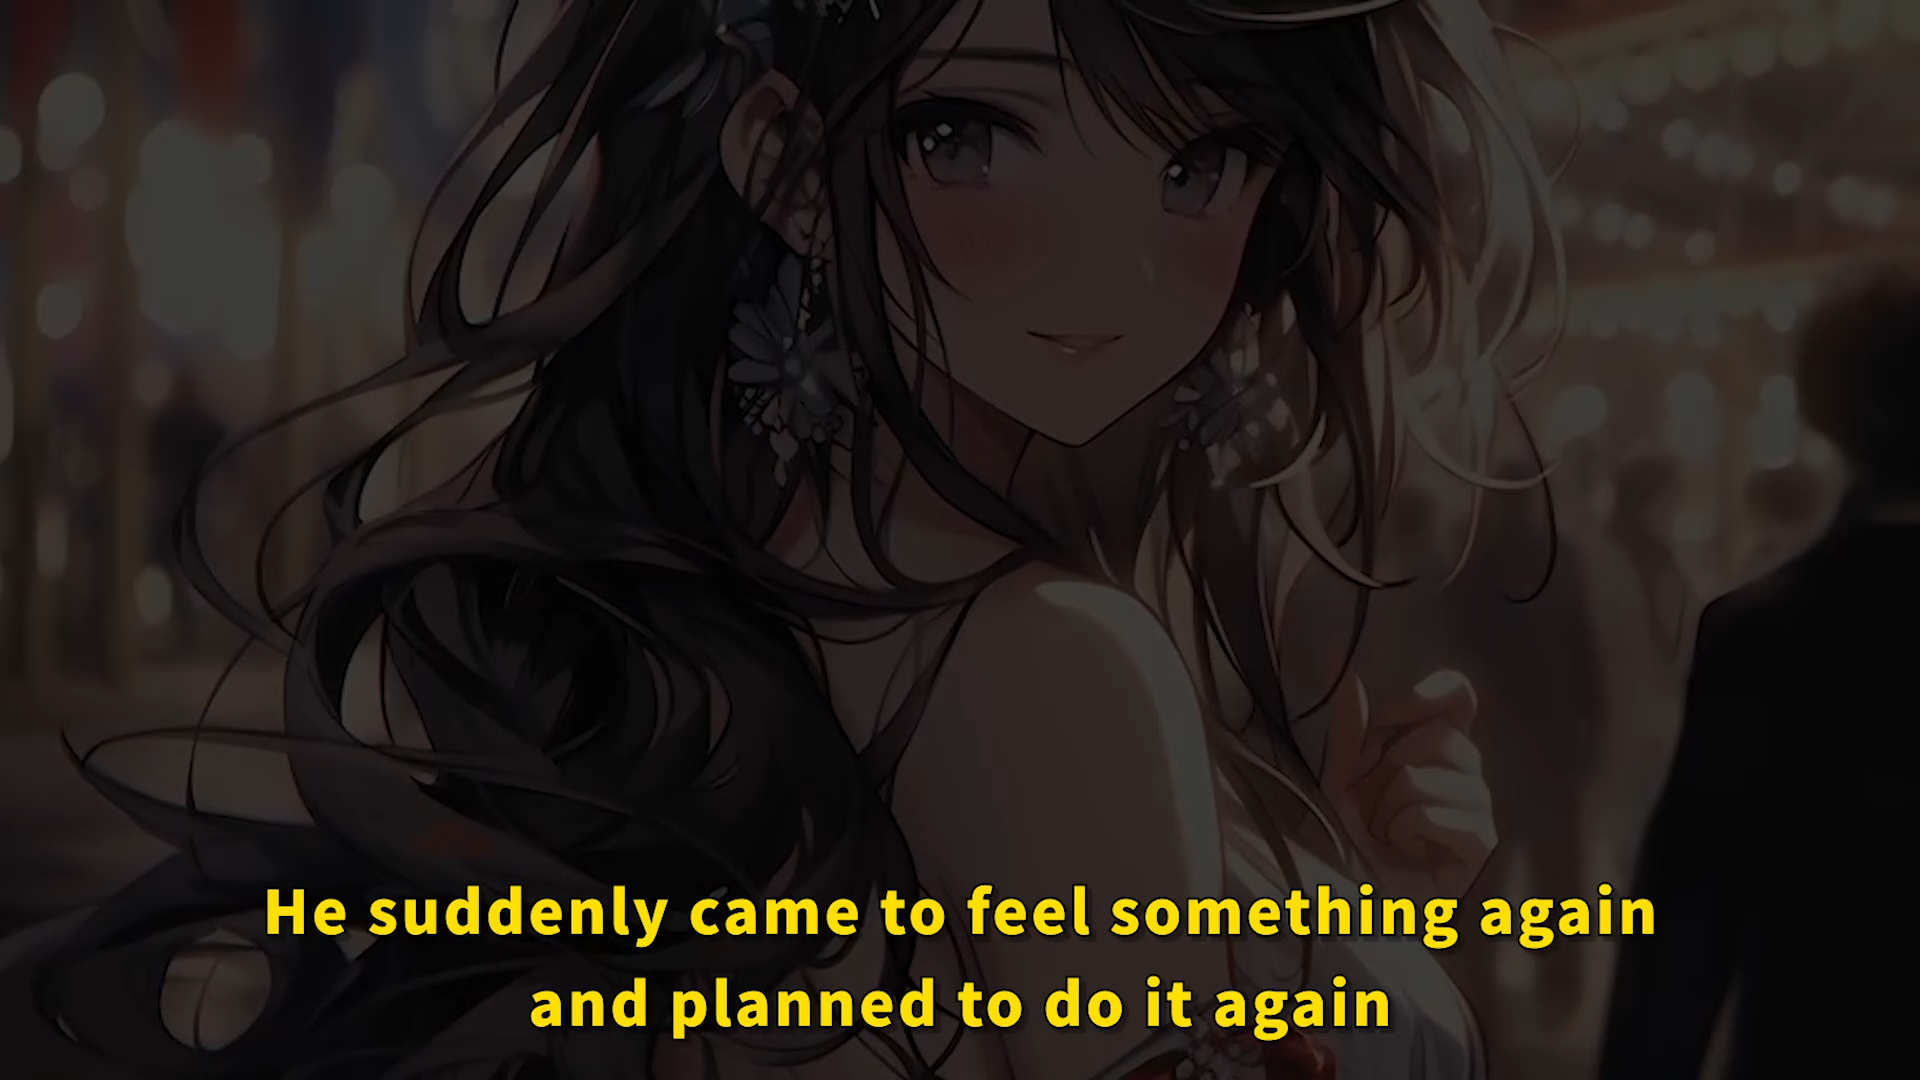 He suddenly came to feel something again
and planned to do it again